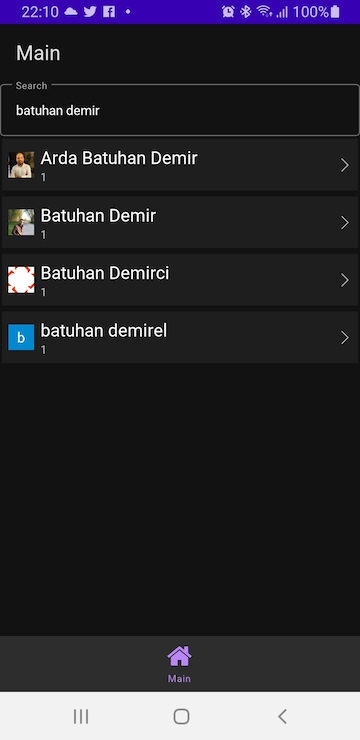 22:10
100%
Main
Search
batuhan demir
Arda Batuhan Demir
1
Batuhan Demir
1
Batuhan Demirci
1
b
batuhan demirel
1
Main